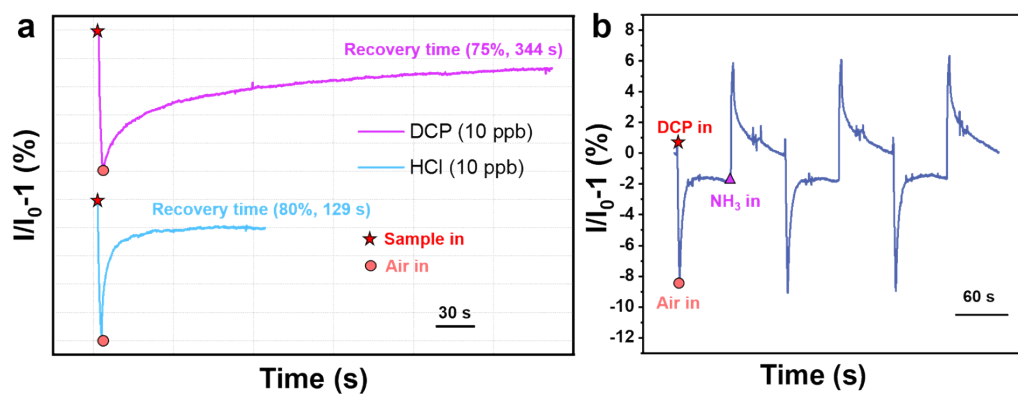 a
I/I₀-1 (%)
Recovery time (75%, 344 s)
DCP (10 ppb)
HCl (10 ppb)
Recovery time (80%, 129 s)
Sample in
Air in
30 s
Time (s)
b
I/I₀-1 (%)
6
4
2
0
-2
-4
-6
-8
-10
-12
DCP in
NH₃ in
Air in
60 s
Time (s)